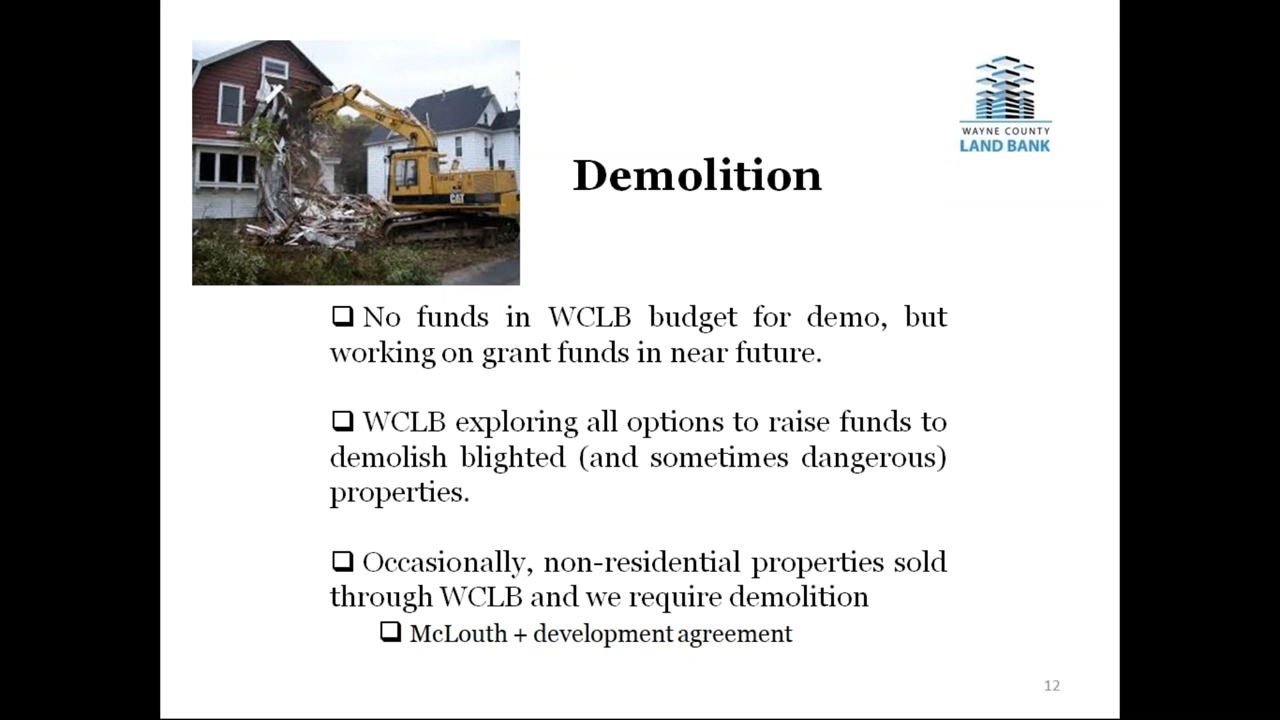 WAYNE COUNTY
LAND BANK
Demolition
CAT
❑ No funds in WCLB budget for demo, but
working on grant funds in near future.
❑ WCLB exploring all options to raise funds to
demolish blighted (and sometimes dangerous)
properties.
❑ Occasionally, non-residential properties sold
through WCLB and we require demolition
❑ McLouth + development agreement
12